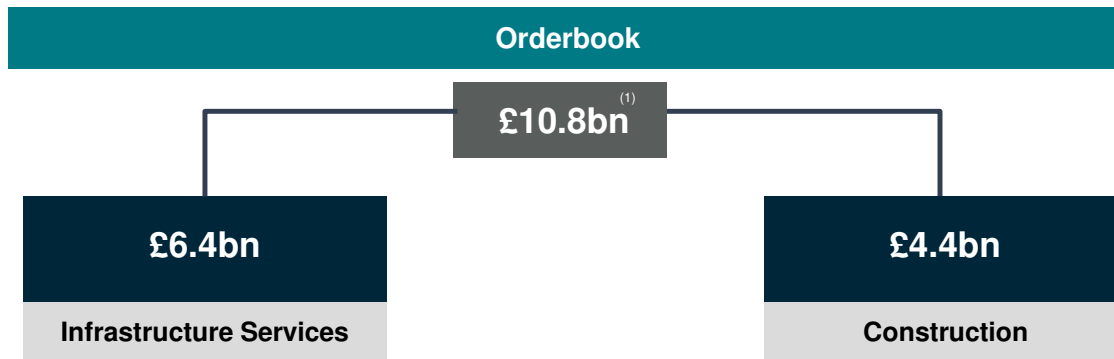 Orderbook
£10.8bn (1)
£6.4bn
£4.4bn
Infrastructure Services
Construction